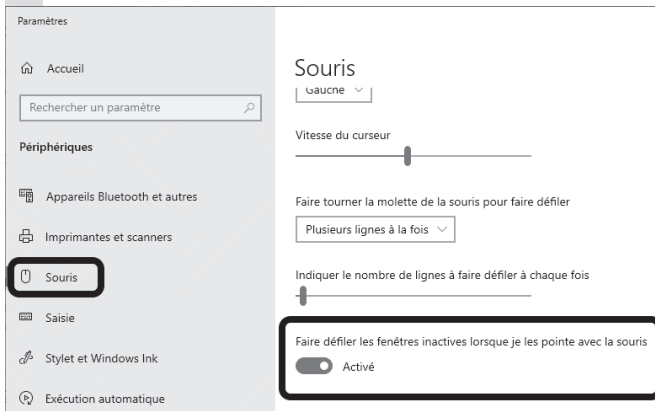 Paramètres
Accueil
Rechercher un paramètre
Périphériques
Appareils Bluetooth et autres
Imprimantes et scanners
Souris
Saisie
Stylet et Windows Ink
Exécution automatique
Souris
Gauche
Vitesse du curseur
Faire tourner la molette de la souris pour faire défiler
Plusieurs lignes à la fois
Indiquer le nombre de lignes à faire défiler à chaque fois
Faire défiler les fenêtres inactives lorsque je les pointe avec la souris
Activé